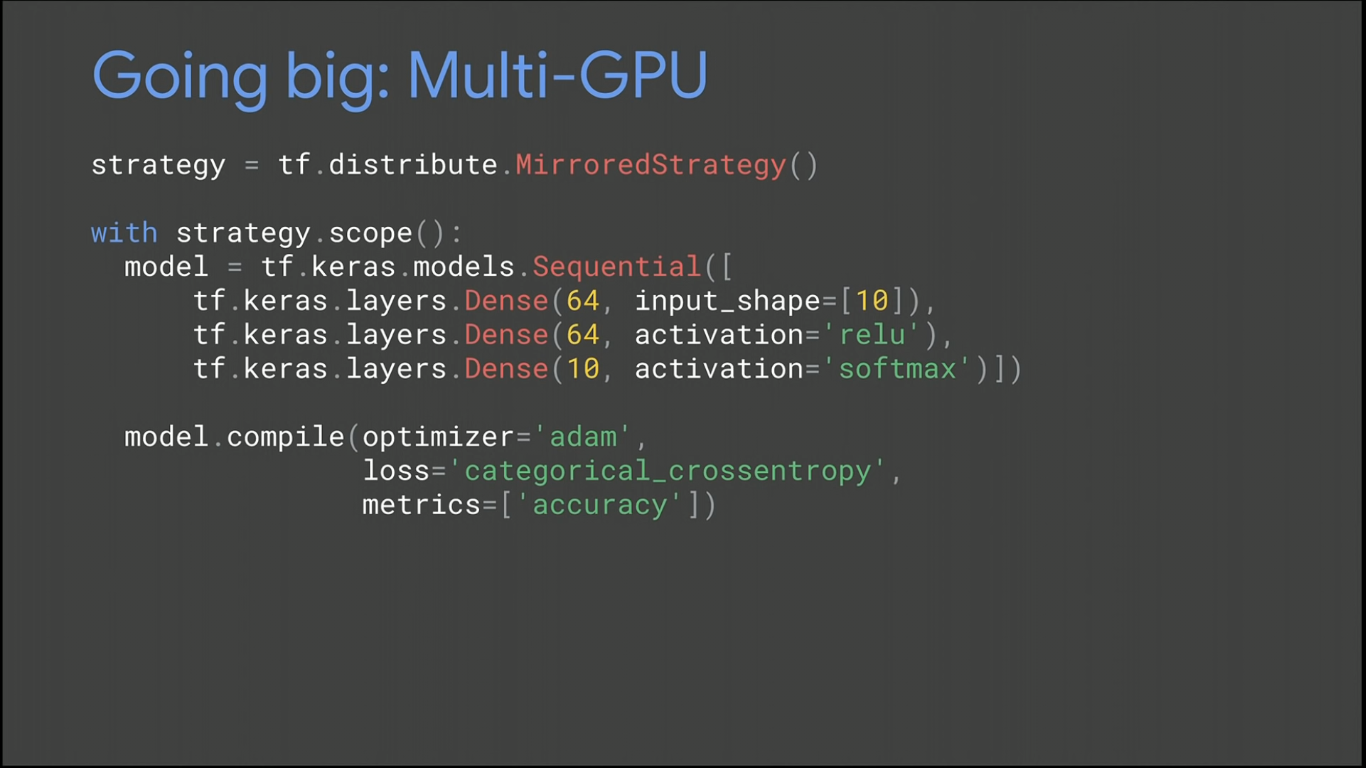 Going big: Multi-GPU
strategy = tf.distribute.MirroredStrategy()
with strategy.scope():
  model = tf.keras.models.Sequential([
      tf.keras.layers.Dense(64, input_shape=[10]),
      tf.keras.layers.Dense(64, activation='relu'),
      tf.keras.layers.Dense(10, activation='softmax')])
  model.compile(optimizer='adam',
                loss='categorical_crossentropy',
                metrics=['accuracy'])